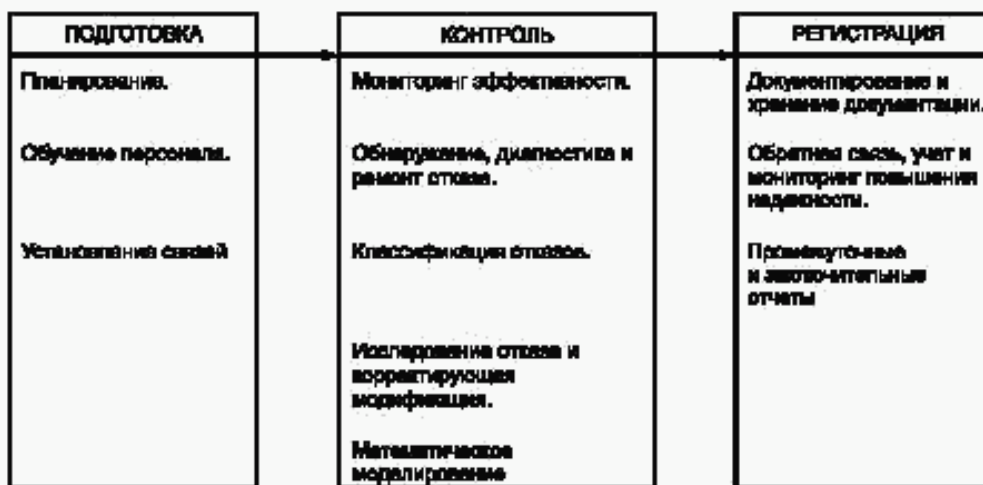 ПОДГОТОВКА
Планирование.
Обучение персонала.
Установление связей
КОНТРОЛЬ
Мониторинг эффективности.
Обнаружение, диагностика и
ремонт отказа.
Классификация отказов.
Исследование отказа и
корректирующая
модификация.
Математическое
моделирование
РЕГИСТРАЦИЯ
Документирование и
хранение документации.
Обратная связь, учет и
мониторинг повышения
надежности.
Промежуточные
и заключительные
отчеты